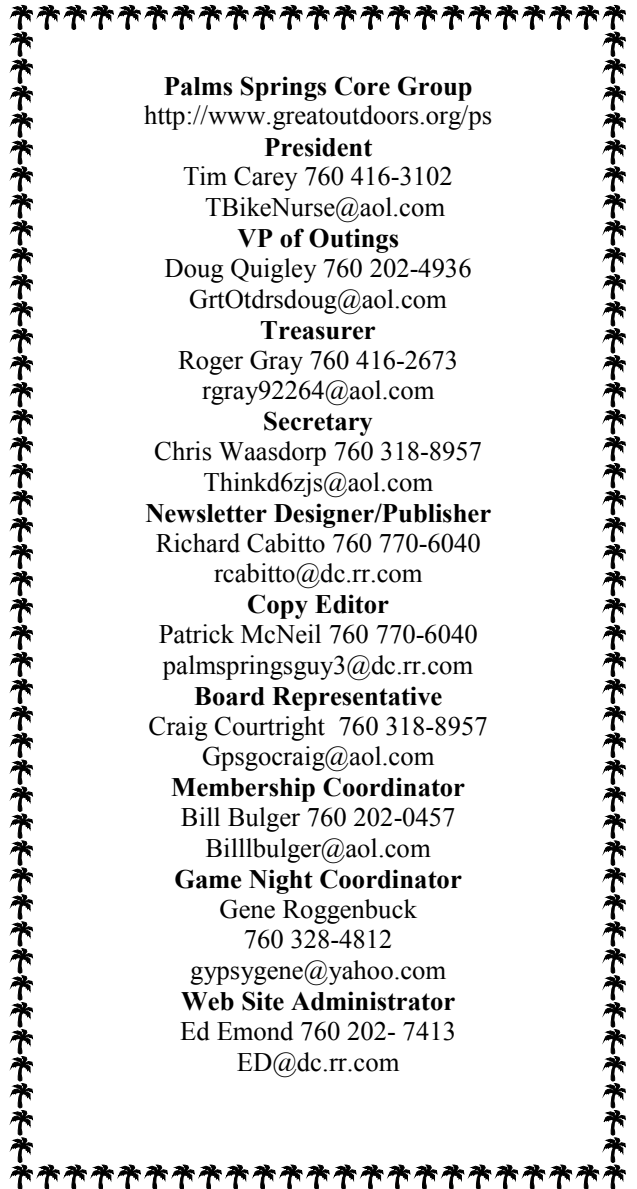 Palms Springs Core Group
http://www.greatoutdoors.org/ps
President
Tim Carey 760 416-3102
TBikeNurse@aol.com
VP of Outings
Doug Quigley 760 202-4936
GrtOtdrsdoug@aol.com
Treasurer
Roger Gray 760 416-2673
rgray92264@aol.com
Secretary
Chris Waasdorp 760 318-8957
Thinkd6zjs@aol.com
Newsletter Designer/Publisher
Richard Cabitto 760 770-6040
rcabitto@dc.rr.com
Copy Editor
Patrick McNeil 760 770-6040
palmspringsguy3@dc.rr.com
Board Representative
Craig Courtright  760 318-8957
Gpsgocraig@aol.com
Membership Coordinator
Bill Bulger 760 202-0457
Billlbulger@aol.com
Game Night Coordinator
Gene Roggenbuck
760 328-4812
gypsygene@yahoo.com
Web Site Administrator
Ed Emond 760 202- 7413
ED@dc.rr.com